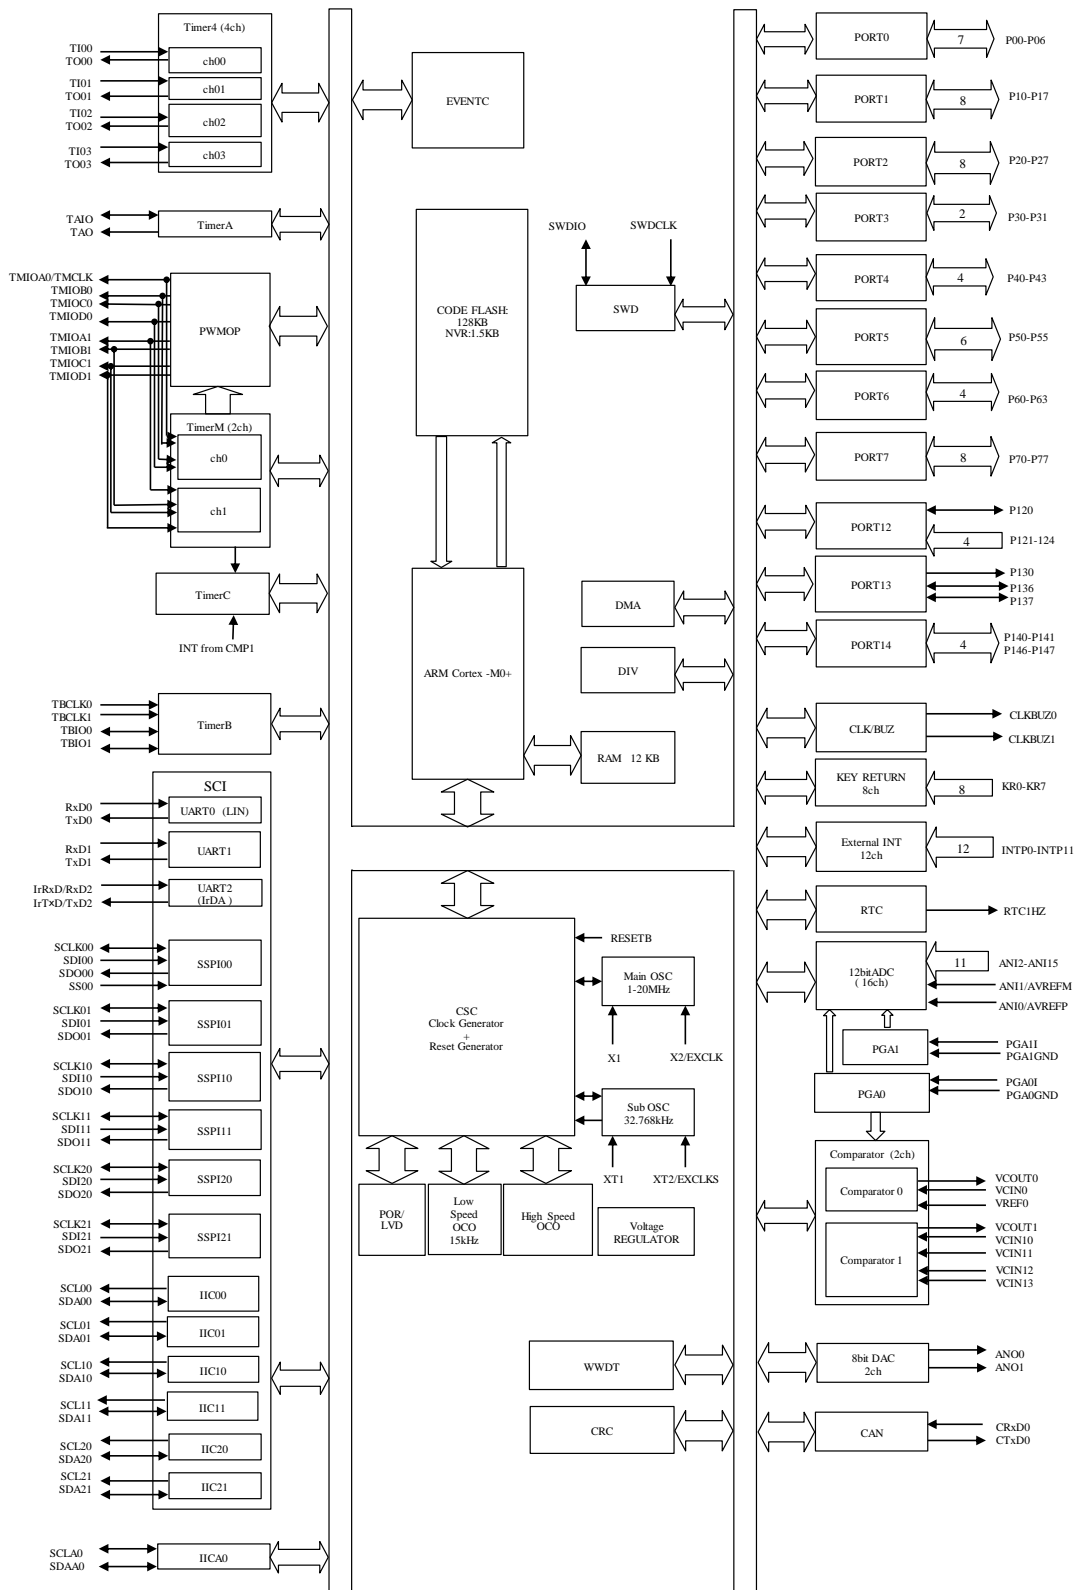 Timer4 (4ch)
TI00
TO00
ch00
TI01
TO01
ch01
TI02
TO02
ch02
TI03
TO03
ch03
TAIO
TAO
TimerA
TMIOA0/TMCLK
TMIOB0
TMIOC0
TMIOD0
TMIOA1
TMIOB1
TMIOC1
TMIOD1
PWMOP
TimerM (2ch)
ch0
ch1
TimerC
INT from CMP1
TBCLK0
TBCLK1
TBIO0
TBIO1
TimerB
SCI
RxD0
TxD0
UART0 (LIN)
RxD1
TxD1
UART1
IrRxD/RxD2
IrT×D/TxD2
UART2
(IrDA )
SCLK00
SDI00
SDO00
SS00
SSPI00
SCLK01
SDI01
SDO01
SSPI01
SCLK10
SDI10
SDO10
SSPI10
SCLK11
SDI11
SDO11
SSPI11
SCLK20
SDI20
SDO20
SSPI20
SCLK21
SDI21
SDO21
SSPI21
SCL00
SDA00
IIC00
SCL01
SDA01
IIC01
SCL10
SDA10
IIC10
SCL11
SDA11
IIC11
SCL20
SDA20
IIC20
SCL21
SDA21
IIC21
SCLA0
SDAA0
IICA0
EVENTC
CODE FLASH:
128KB
NVR:1.5KB
SWDIO
SWDCLK
SWD
ARM Cortex -M0+
DMA
DIV
RAM 12 KB
CSC
Clock Generator
+
Reset Generator
RESETB
Main OSC
1-20MHz
X1
X2/EXCLK
Sub OSC
32.768kHz
XT1
XT2/EXCLKS
POR/
LVD
Low
Speed
OCO
15kHz
High Speed
OCO
Voltage
REGULATOR
WWDT
CRC
PORT0
7
P00-P06
PORT1
8
P10-P17
PORT2
8
P20-P27
PORT3
2
P30-P31
PORT4
4
P40-P43
PORT5
6
P50-P55
PORT6
4
P60-P63
PORT7
8
P70-P77
PORT12
P120
4
P121-124
PORT13
P130
P136
P137
PORT14
4
P140-P141
P146-P147
CLK/BUZ
CLKBUZ0
CLKBUZ1
KEY RETURN
8ch
8
KR0-KR7
External INT
12ch
12
INTP0-INTP11
RTC
RTC1HZ
12bitADC
( 16ch)
11
ANI2-ANI15
ANI1/AVREFM
ANI0/AVREFP
PGA1
PGA1I
PGA1GND
PGA0
PGA0I
PGA0GND
Comparator (2ch)
Comparator 0
VCOUT0
VCIN0
VREF0
Comparator 1
VCOUT1
VCIN10
VCIN11
VCIN12
VCIN13
8bit DAC
2ch
ANO0
ANO1
CAN
CRxD0
CTxD0